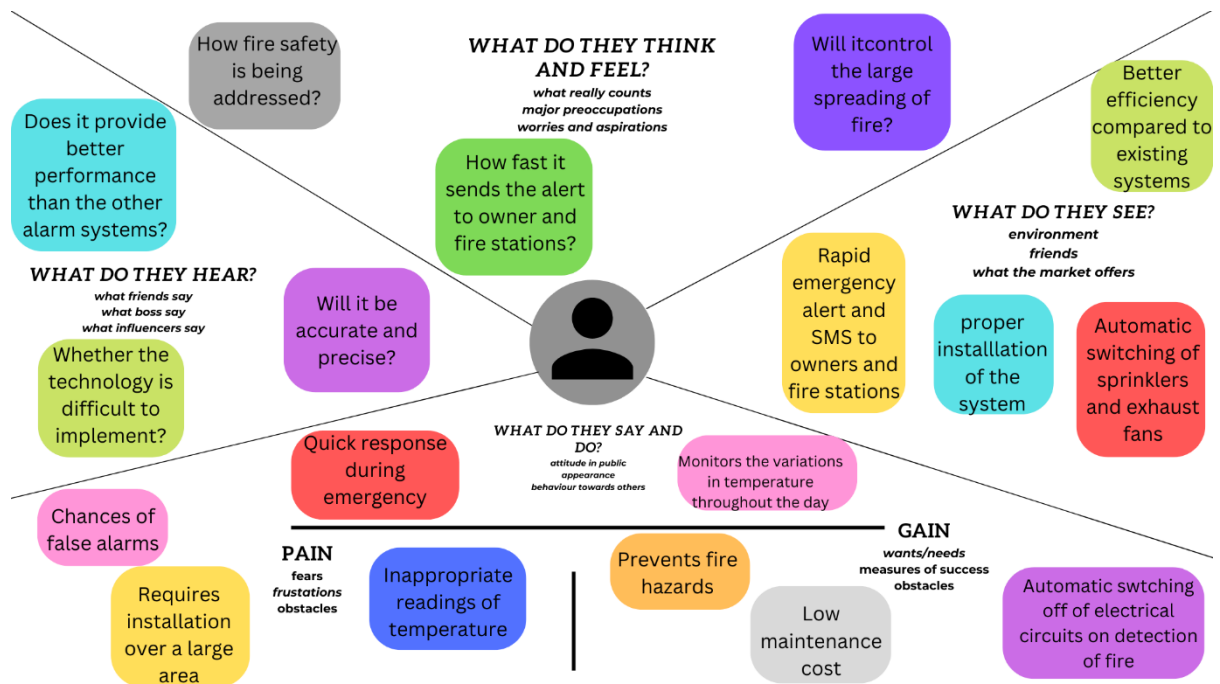 How fire safety
is being
addressed?
WHAT DO THEY THINK
AND FEEL?
what really counts
major preoccupations
worries and aspirations
Will itcontrol
the large
spreading of
fire?
How fast it
sends the alert
to owner and
fire stations?
Does it provide
better
performance
than the other
alarm systems?
WHAT DO THEY HEAR?
what friends say
what boss say
what influencers say
Will it be
accurate and
precise?
Whether the
technology is
difficult to
implement?
Better
efficiency
compared to
existing
systems
WHAT DO THEY SEE?
environment
friends
what the market offers
Rapid
emergency
alert and
SMS to
owners and
fire stations
proper
installlation
of the
system
Automatic
switching of
sprinklers
and exhaust
fans
WHAT DO THEY SAY AND
DO?
attitude in public
appearance
behaviour towards others
Quick response
during
emergency
Monitors the variations
in temperature
throughout the day
PAIN
fears
frustations
obstacles
Chances of
false alarms
Requires
installation
over a large
area
Inappropriate
readings of
temperature
GAIN
wants/needs
measures of success
obstacles
Prevents fire
hazards
Low
maintenance
cost
Automatic swtching
off of electrical
circuits on detection
of fire